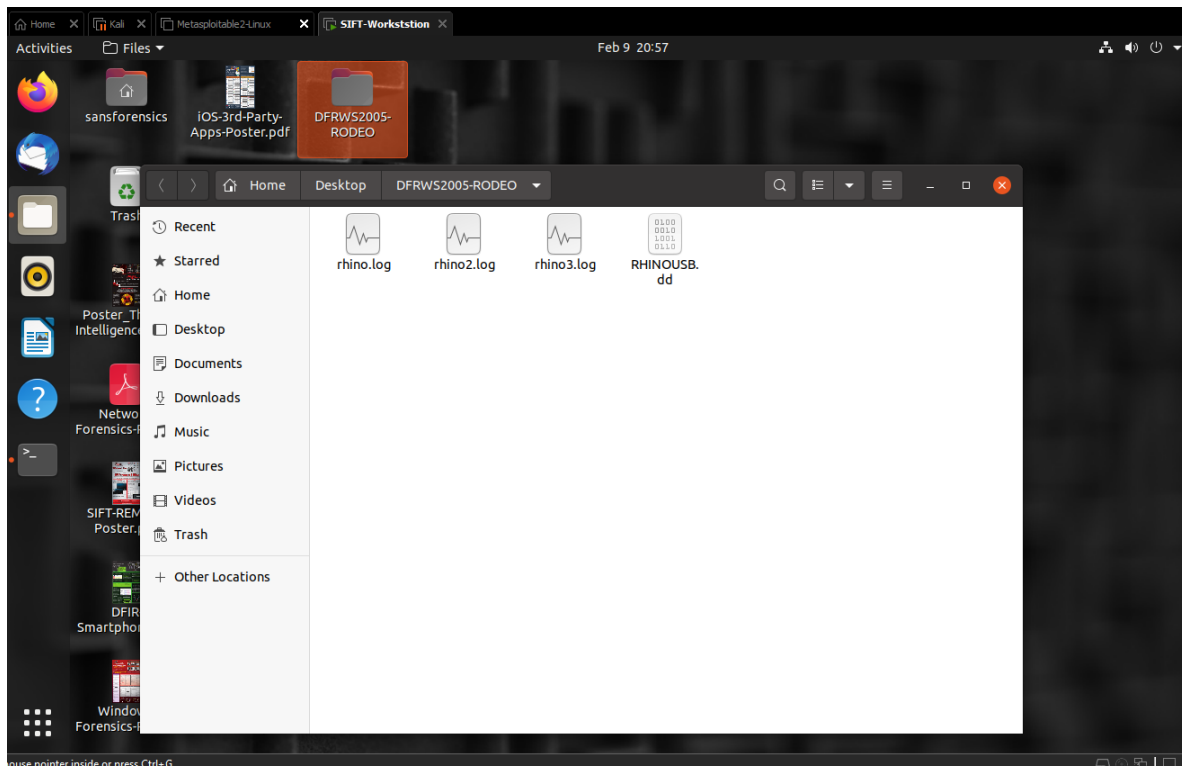 Home
Kali
Metasploitable2-Linux
SIFT-Workststion
Activities
Files
Feb 9 20:57
sansforensics
iOS-3rd-Party-
Apps-Poster.pdf
DFRWS2005-
RODEO
Home
Desktop
DFRWS2005-RODEO
Trash
Poster_Th
Intelligence
Netwo
Forensics-P
SIFT-REM
Poster.p
DFIR
Smartphon
Window
Forensics-P
Recent
Starred
Home
Desktop
Documents
Downloads
Music
Pictures
Videos
Trash
+ Other Locations
rhino.log
rhino2.log
rhino3.log
0100
0010
1001
0110
RHINOUSB.
dd
ouse pointer inside or press Ctrl+G.